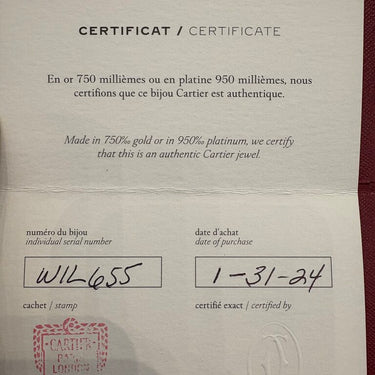 CERTIFICAT / CERTIFICATE
En or 750 millièmes ou en platine 950 millièmes, nous
certifions que ce bijou Cartier est authentique.
Made in 750‰ gold or in 950‰ platinum, we certify
that this is an authentic Cartier jewel.
numéro du bijou
individual serial number
date d'achat
date of purchase
WIL655
1-31-24
cachet / stamp
certifié exact / certified by
CARTIER
LONDON